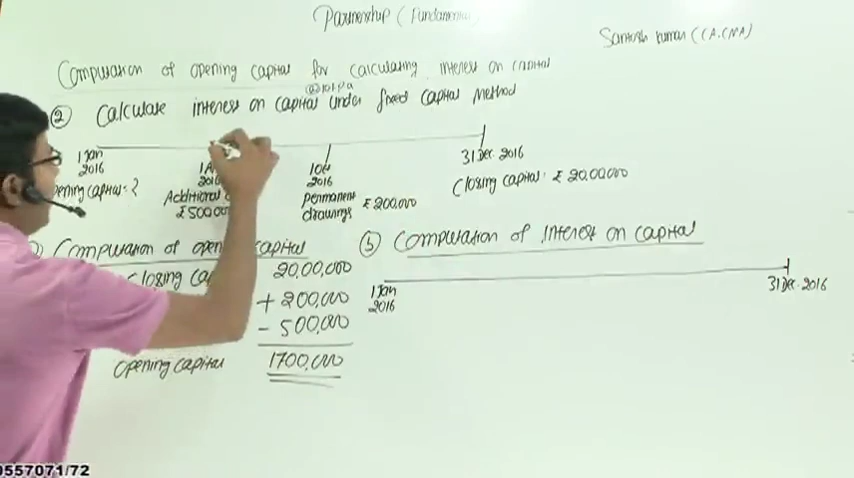 Partnership (Fundamental
Santosh Kumar (CA.CMA)
Computation of opening capital for calculating interest on capital
@10% P.a
② Calculate interest on capital under fixed capital method
1 Jan 2016
2016
1 Oct 2016
31 Dec 2016
Opening capital = ?
Additional
₹ 500,000
Permanent drawings ₹ 200,000
Closing capital: ₹ 20,00,000
Computation of opening capital
Closing 20,00,000
+ 200,000
- 500,000
Opening capital 1700,000
ⓑ Computation of Interest on capital
1 Jan 2016
31 Dec. 2016
0557071/72